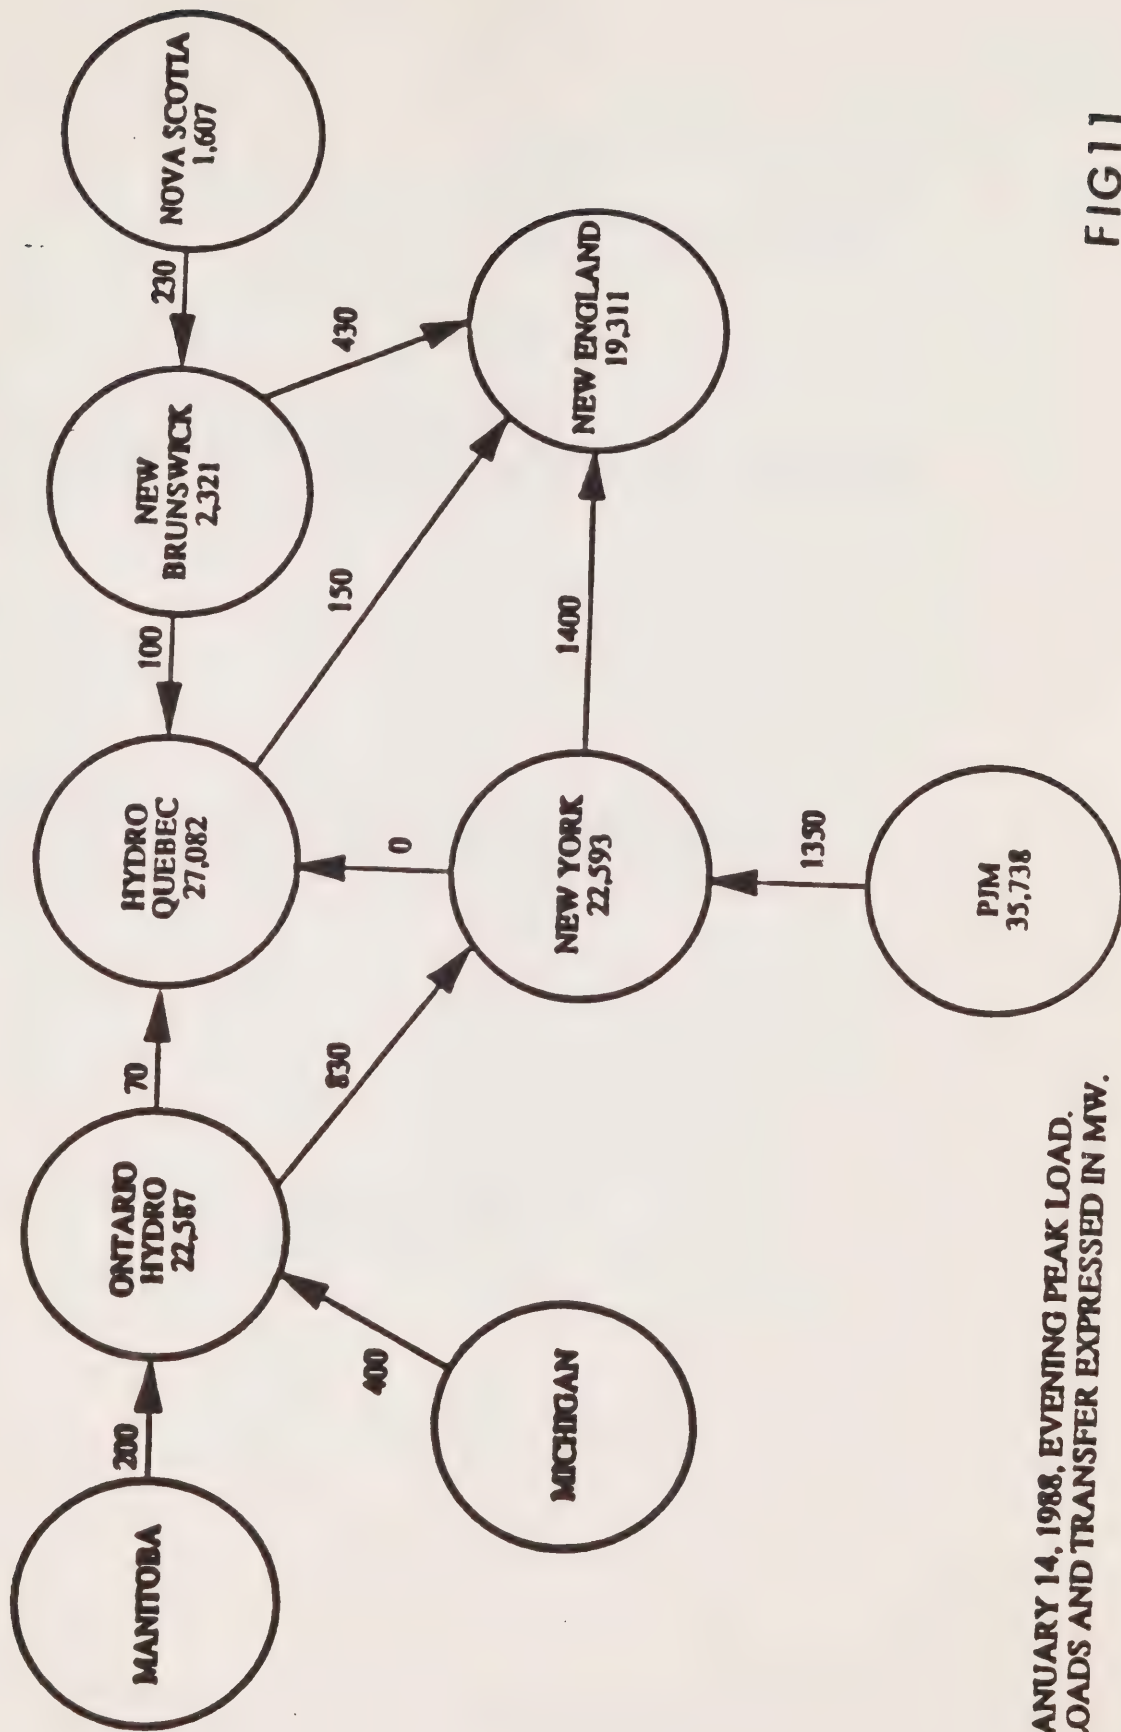 MANITOBA
200
ONTARIO
HYDRO
22,587
70
HYDRO
QUEBEC
27,082
100
NEW
BRUNSWICK
2,321
230
NOVA SCOTIA
1,607
400
830
0
150
430
MICHIGAN
NEW YORK
22,593
1400
NEW ENGLAND
19,311
1350
PJM
35,738
ANUARY 14, 1988, EVENING PEAK LOAD.
OADS AND TRANSFER EXPRESSED IN MW.
FIG 11